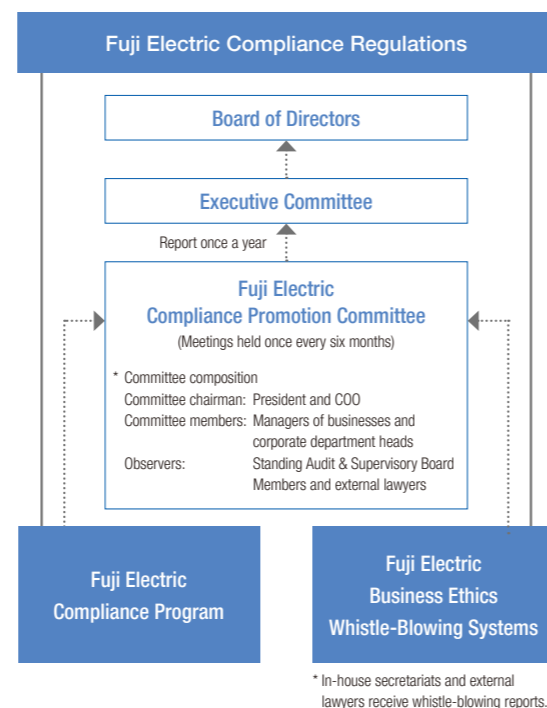 Fuji Electric Compliance Regulations
Board of Directors
Executive Committee
Report once a year
Fuji Electric
Compliance Promotion Committee
(Meetings held once every six months)
* Committee composition
Committee chairman: President and COO
Committee members: Managers of businesses and
corporate department heads
Observers: Standing Audit & Supervisory Board
Members and external lawyers
Fuji Electric
Compliance Program
Fuji Electric
Business Ethics
Whistle-Blowing Systems
* In-house secretariats and external
lawyers receive whistle-blowing reports.